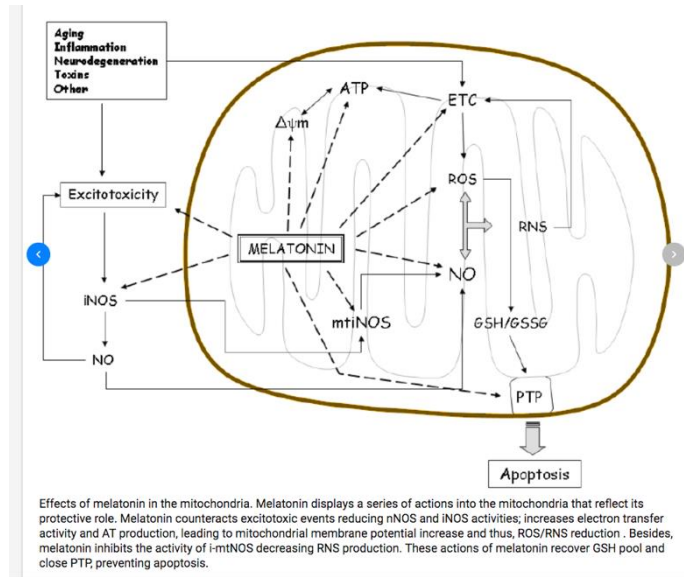 Aging
Inflammation
Neurodegeneration
Toxins
Other
ATP
ETC
Δψm
Excitotoxicity
ROS
RNS
MELATONIN
NO
iNOS
mtiNOS
GSH/GSSG
NO
PTP
Apoptosis
Effects of melatonin in the mitochondria. Melatonin displays a series of actions into the mitochondria that reflect its
protective role. Melatonin counteracts excitotoxic events reducing nNOS and iNOS activities; increases electron transfer
activity and AT production, leading to mitochondrial membrane potential increase and thus, ROS/RNS reduction . Besides,
melatonin inhibits the activity of i-mtNOS decreasing RNS production. These actions of melatonin recover GSH pool and
close PTP, preventing apoptosis.